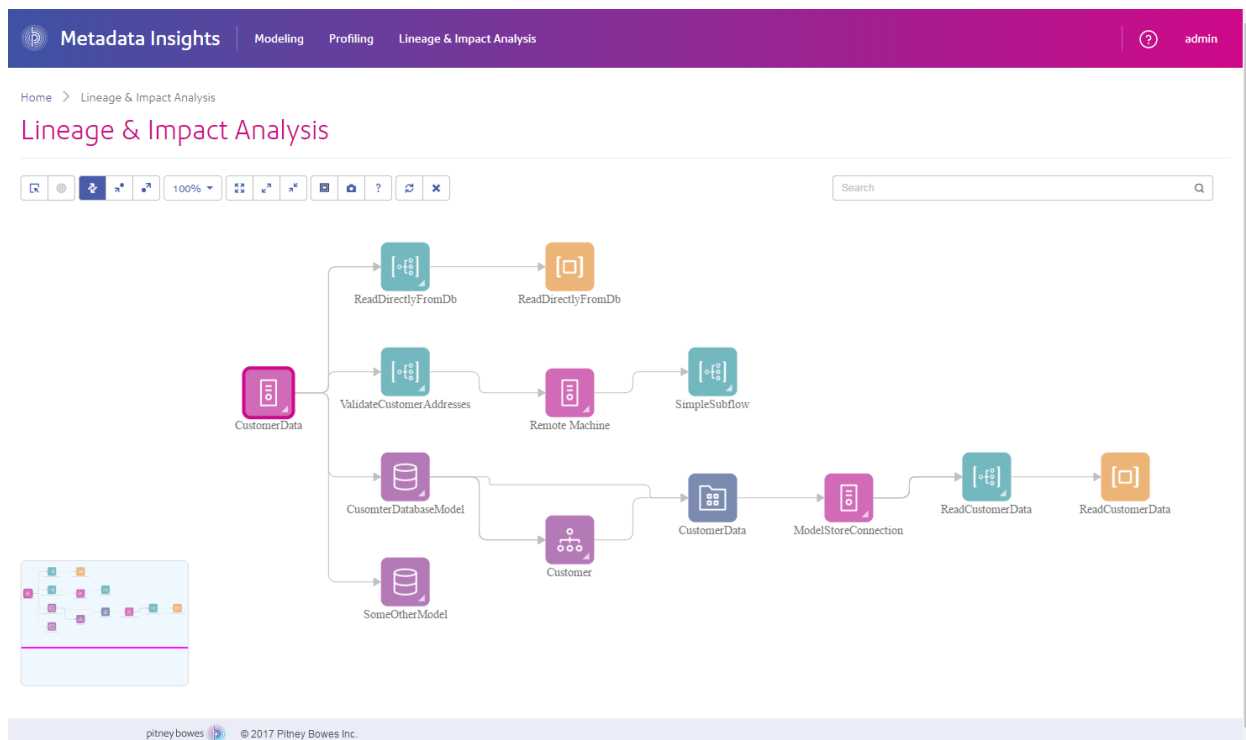 Metadata Insights Modeling Profiling Lineage & Impact Analysis ? admin
Home > Lineage & Impact Analysis
Lineage & Impact Analysis
100% ? Search
ReadDirectlyFromDb ReadDirectlyFromDb
ValidateCustomerAddresses SimpleSubflow
CustomerData Remote Machine
CusomterDatabaseModel ReadCustomerData ReadCustomerData
CustomerData ModelStoreConnection
Customer
SomeOtherModel
pitney bowes © 2017 Pitney Bowes Inc.